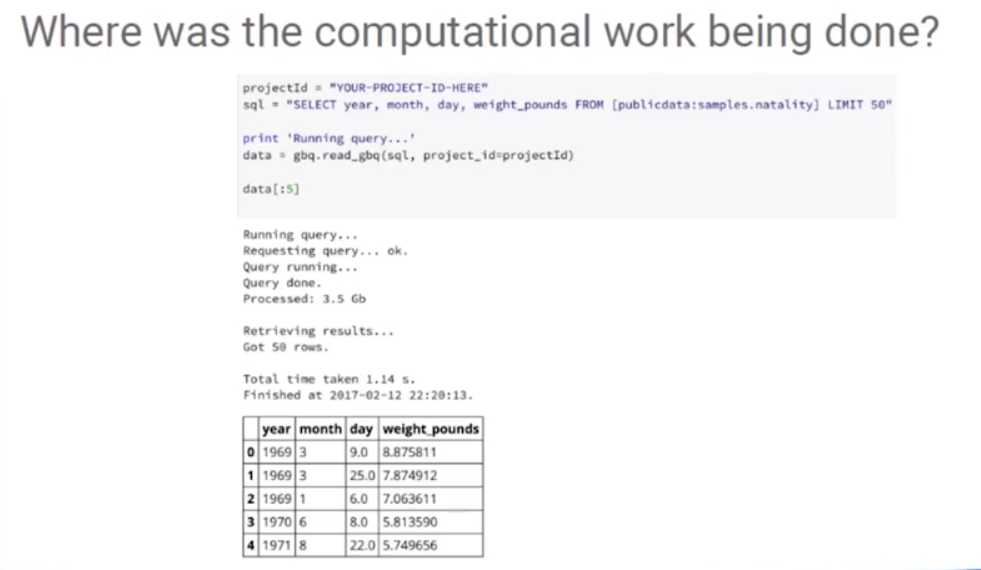 Where was the computational work being done?
projectId = "YOUR-PROJECT-ID-HERE"
sql = "SELECT year, month, day, weight_pounds FROM [publicdata:samples.natality] LIMIT 50"
print 'Running query...'
data = gbq.read_gbq(sql, project_id=projectId)
data[:5]
Running query...
Requesting query... ok.
Query running...
Query done.
Processed: 3.5 Gb
Retrieving results...
Got 50 rows.
Total time taken 1.14 s.
Finished at 2017-02-12 22:20:13.
year month day weight_pounds
0 1969 3 9.0 8.875811
1 1969 3 25.0 7.874912
2 1969 1 6.0 7.063611
3 1970 6 8.0 5.813590
4 1971 8 22.0 5.749656